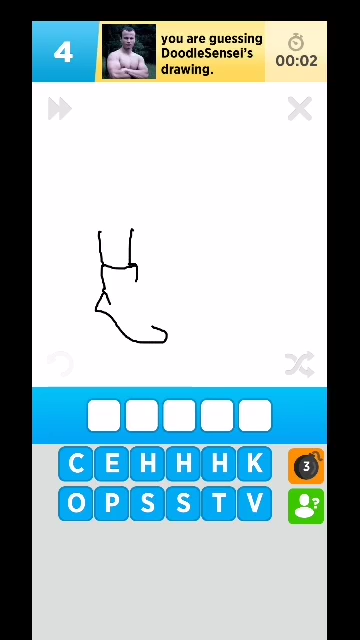 4
you are guessing
DoodleSensei's
drawing.
00:02
C E H H H K
3
O P S S T V
?